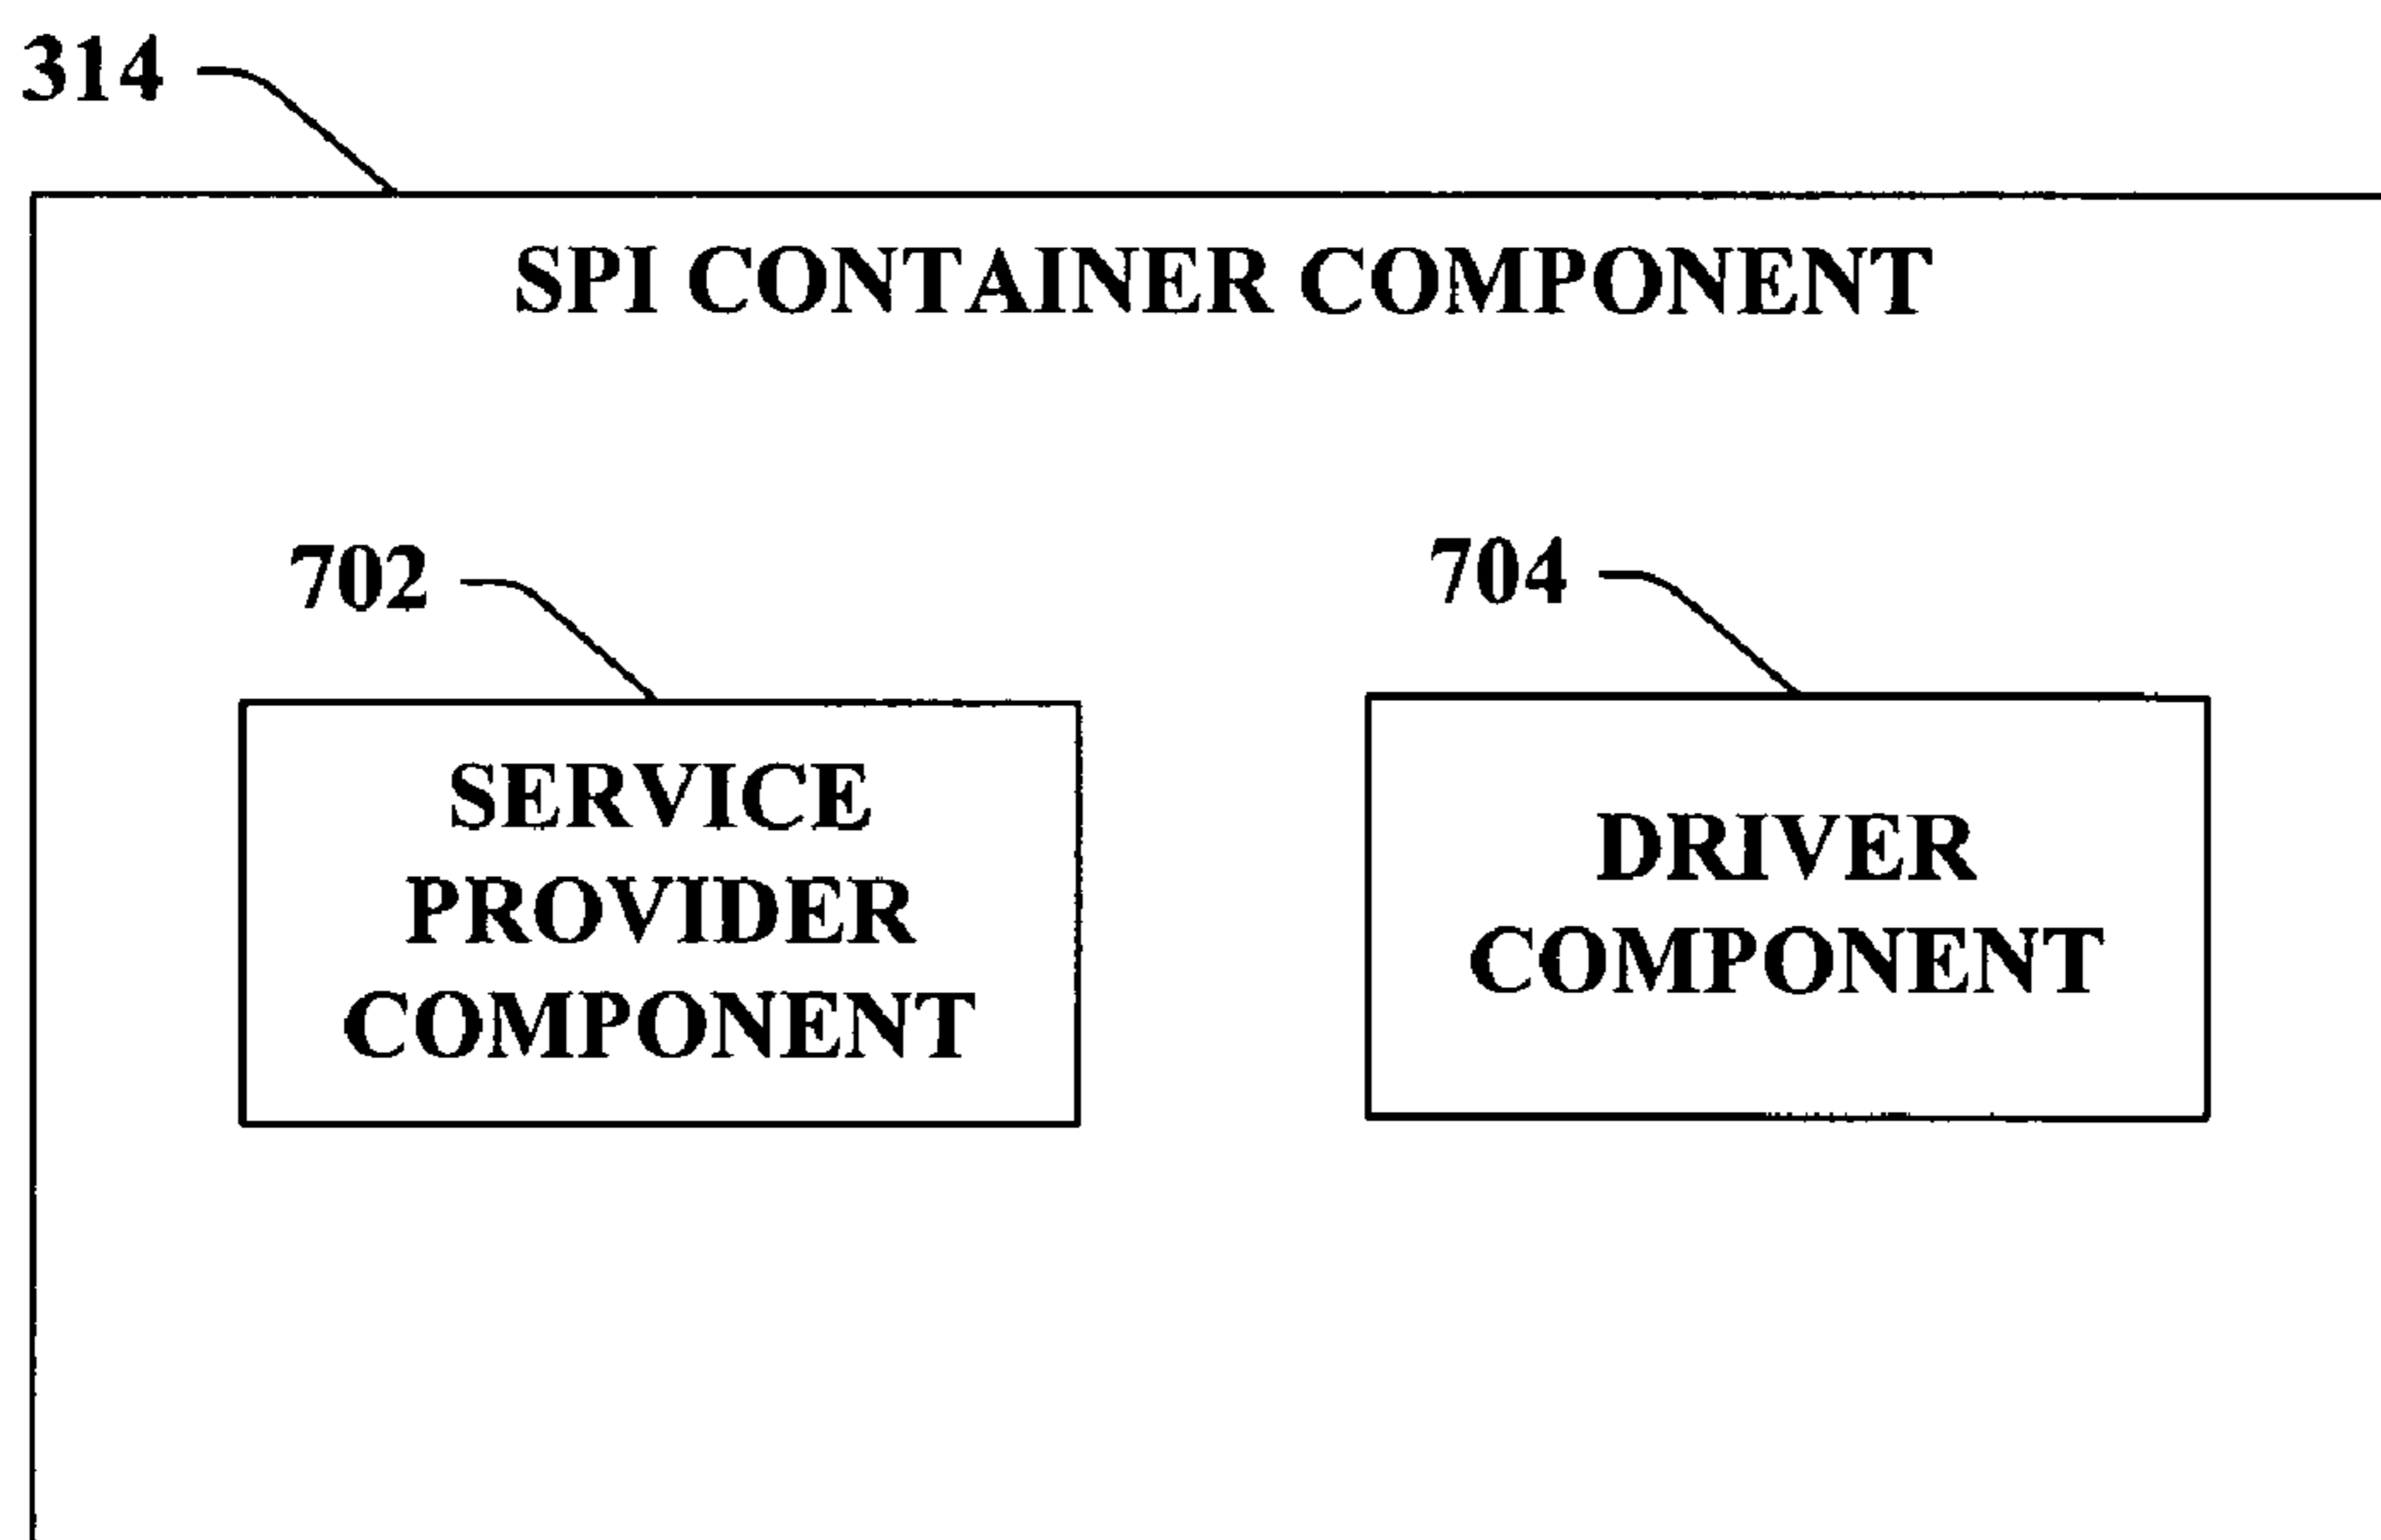 314
SPI CONTAINER COMPONENT
702
704
SERVICE
PROVIDER
COMPONENT
DRIVER
COMPONENT